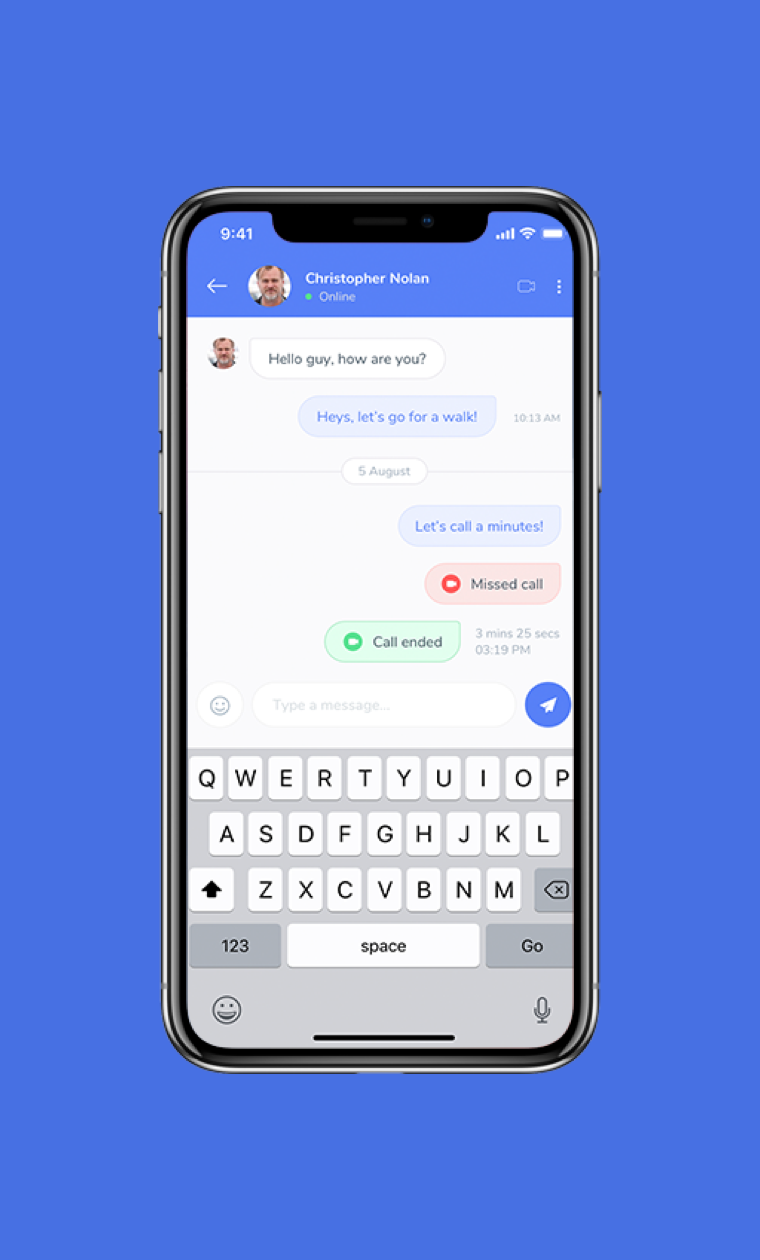 9:41
Christopher Nolan
Online
Hello guy, how are you?
Heys, let's go for a walk!
10:13 AM
5 August
Let's call a minutes!
Missed call
Call ended
3 mins 25 secs
03:19 PM
Type a message...
Q W E R T Y U I O P
A S D F G H J K L
Z X C V B N M
123 space Go